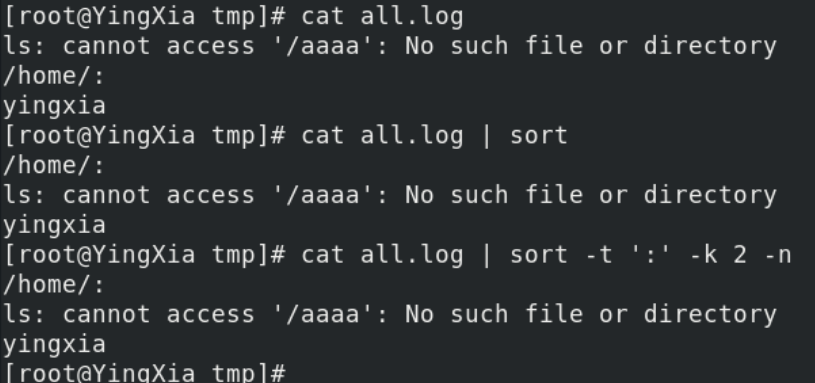 [root@YingXia tmp]# cat all.log
ls: cannot access '/aaaa': No such file or directory
/home/:
yingxia
[root@YingXia tmp]# cat all.log | sort
/home/:
ls: cannot access '/aaaa': No such file or directory
yingxia
[root@YingXia tmp]# cat all.log | sort -t ':' -k 2 -n
/home/:
ls: cannot access '/aaaa': No such file or directory
yingxia
[root@YingXia tmp]#